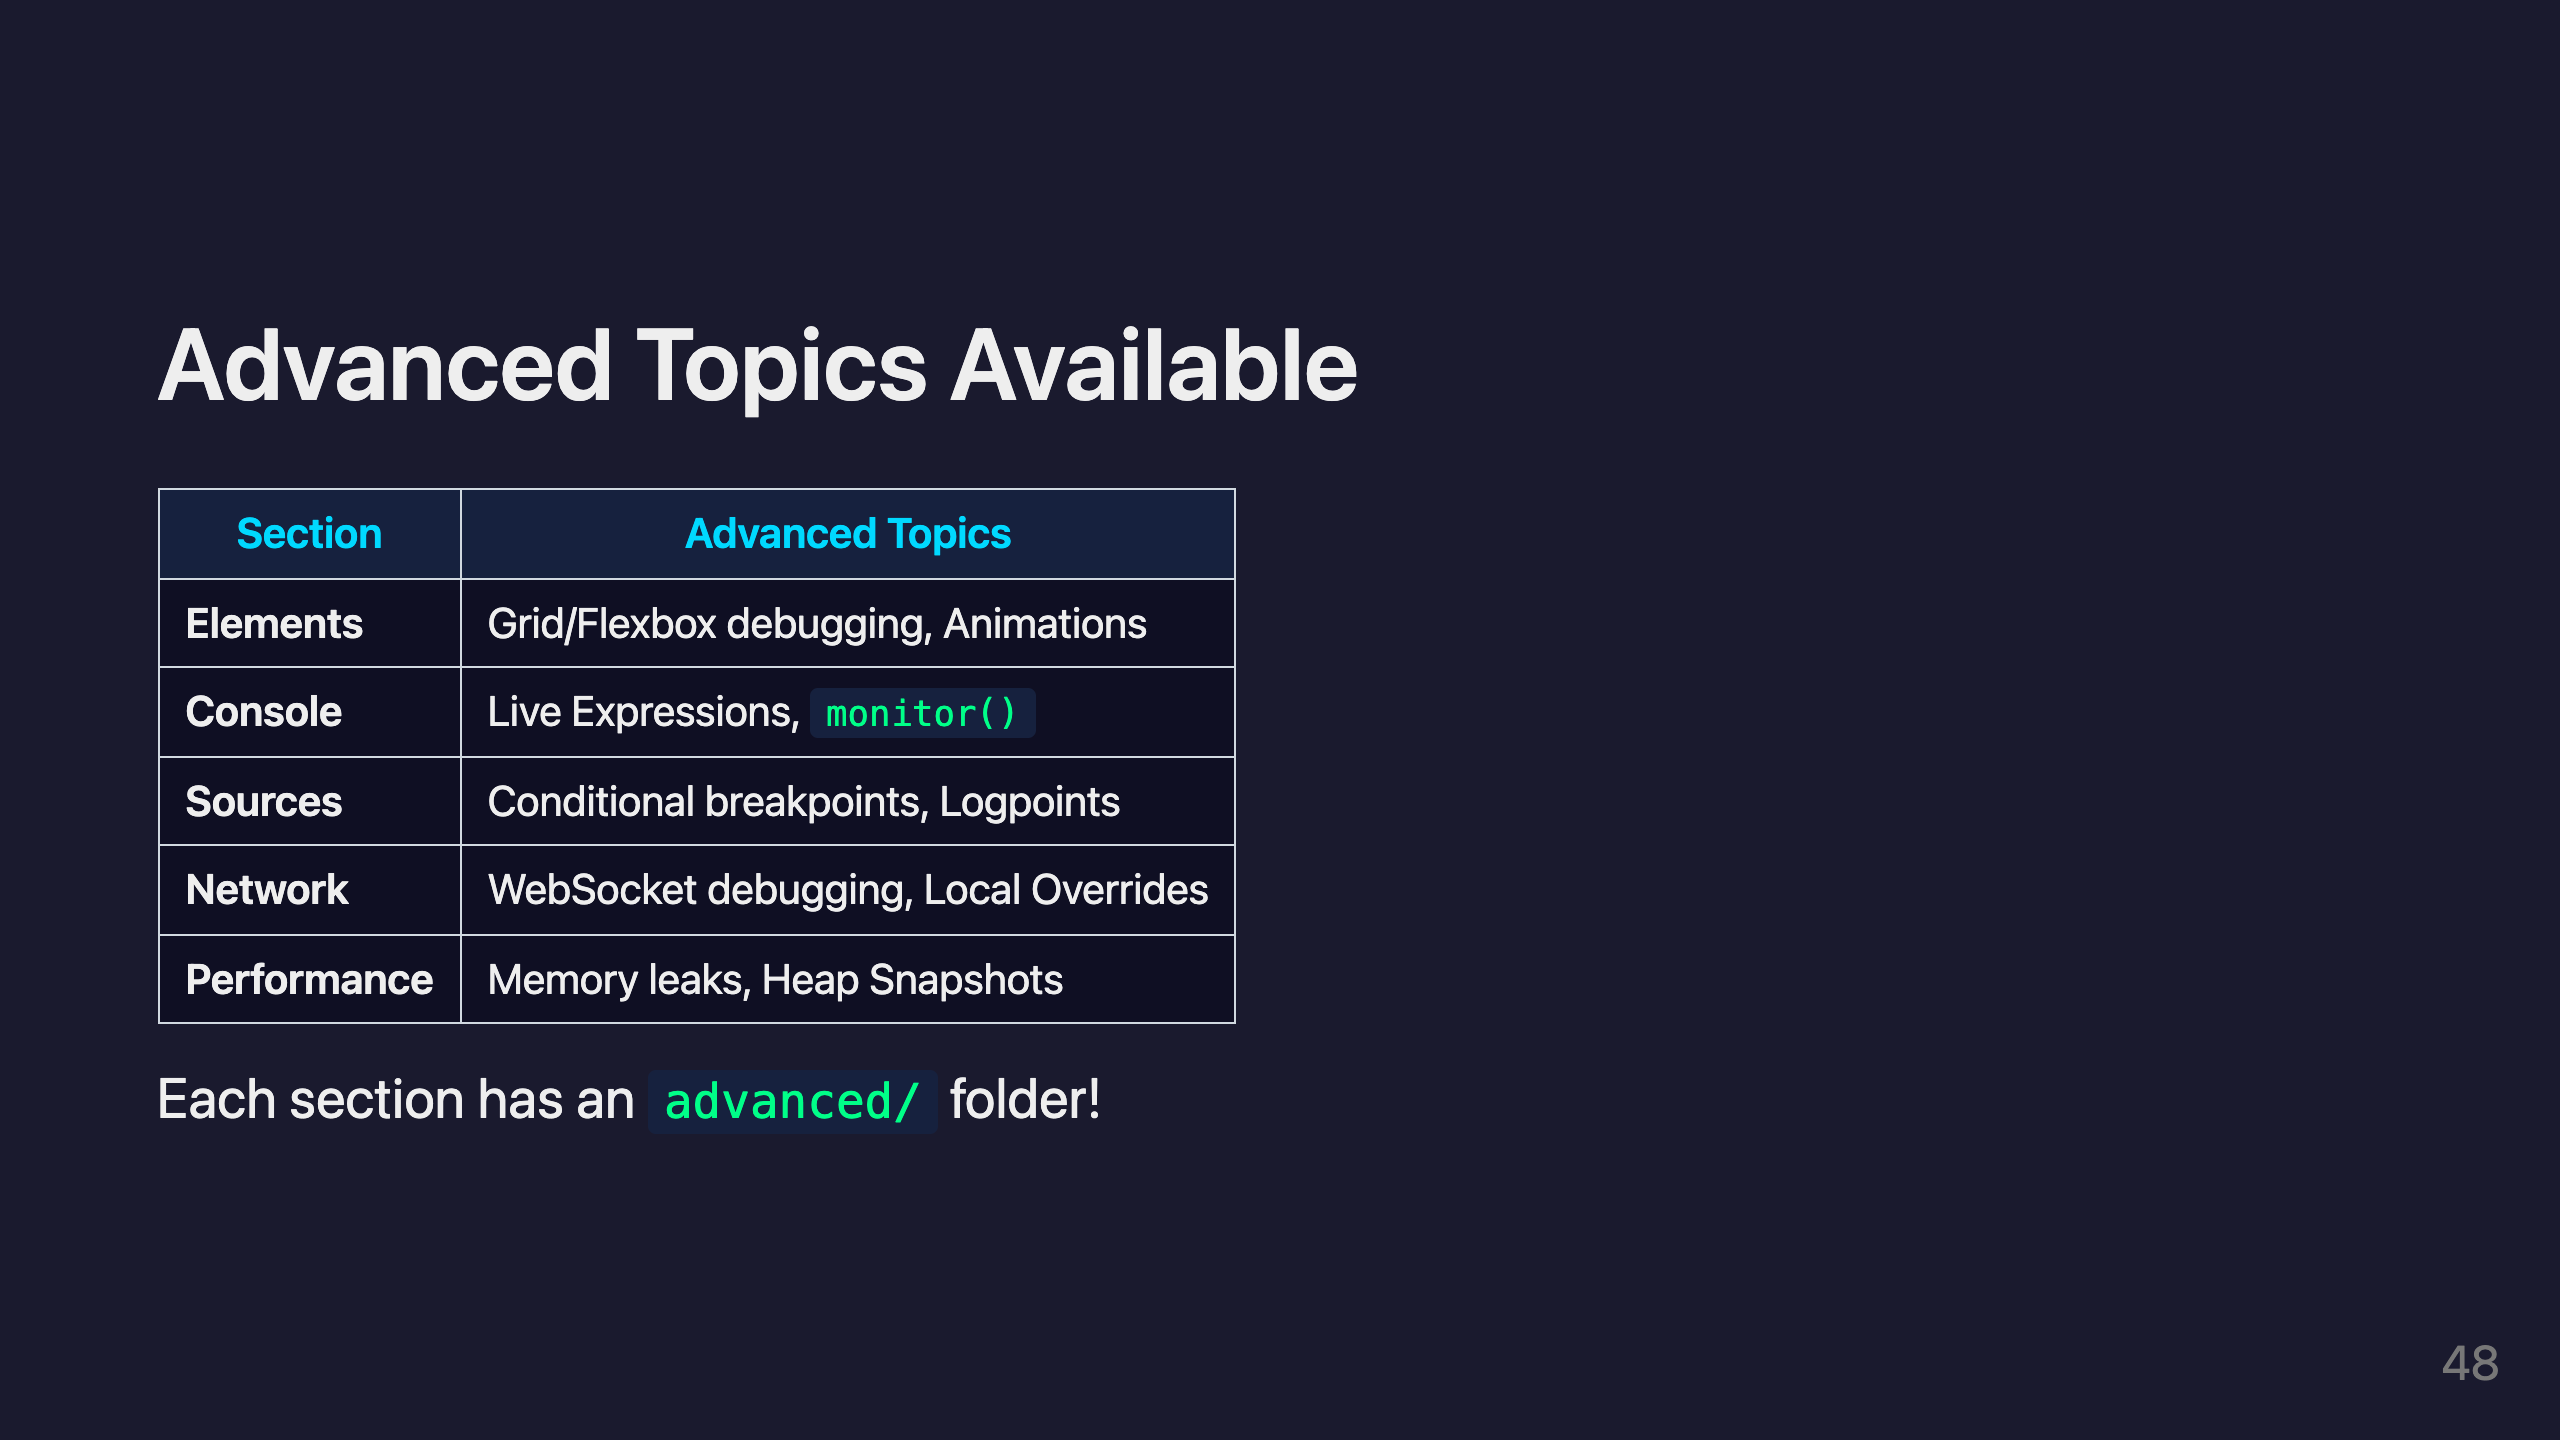 Advanced Topics Available
Section Advanced Topics
Elements Grid/Flexbox debugging, Animations
Console Live Expressions, monitor()
Sources Conditional breakpoints, Logpoints
Network WebSocket debugging, Local Overrides
Performance Memory leaks, Heap Snapshots
Each section has an advanced/ folder!
48